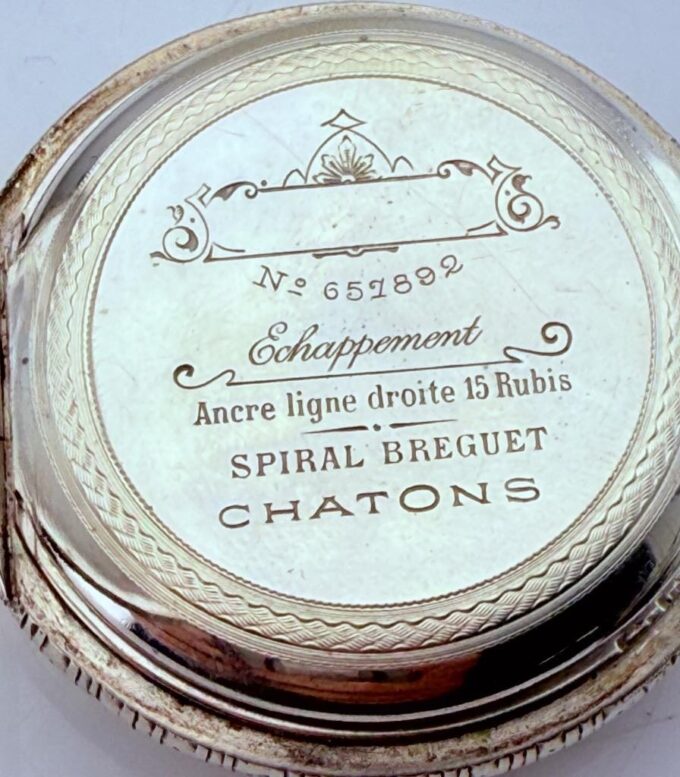 Nº 657892
Echappement
Ancre ligne droite 15 Rubis
SPIRAL BREGUET
CHATONS